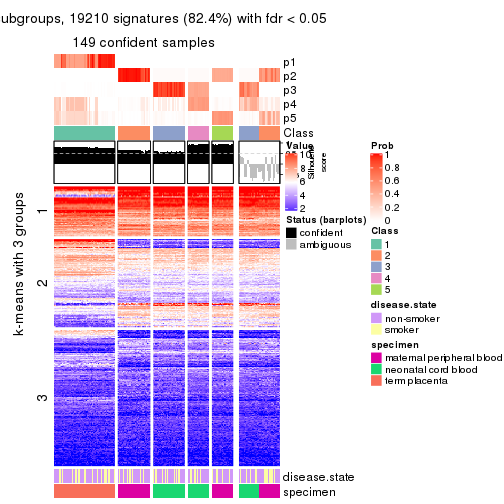 ubgroups, 19210 signatures (82.4%) with fdr < 0.05
149 confident samples
p1
p2
p3
p4
p5
Class
Silhouette
score
k-means with 3 groups
1
2
3
Value
10
8
6
4
2
Status (barplots)
confident
ambiguous
Prob
1
0.8
0.6
0.4
0.2
0
Class
1
2
3
4
5
disease.state
non-smoker
smoker
specimen
maternal peripheral blood
neonatal cord blood
term placenta
disease.state
specimen